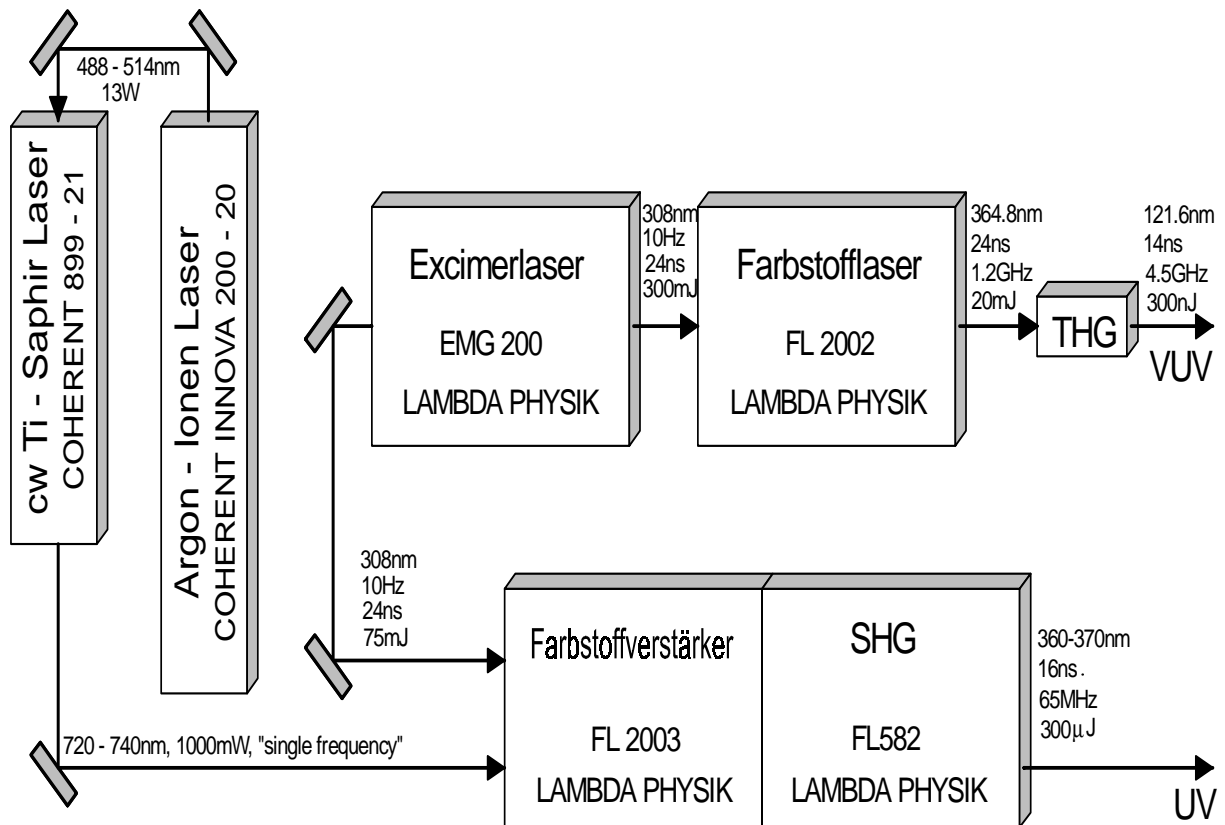 488 - 514nm
13W
cw Ti - Saphir Laser
COHERENT 899 - 21
Argon - Ionen Laser
COHERENT INNOVA 200 - 20
Excimerlaser
EMG 200
LAMBDA PHYSIK
308nm
10Hz
24ns
300mJ
Farbstofflaser
FL 2002
LAMBDA PHYSIK
364.8nm
24ns
1.2GHz
20mJ
THG
121.6nm
14ns
4.5GHz
300nJ
VUV
308nm
10Hz
24ns
75mJ
Farbstoffverstärker
FL 2003
LAMBDA PHYSIK
SHG
FL582
LAMBDA PHYSIK
360-370nm
16ns.
65MHz
300µJ
UV
720 - 740nm, 1000mW, "single frequency"